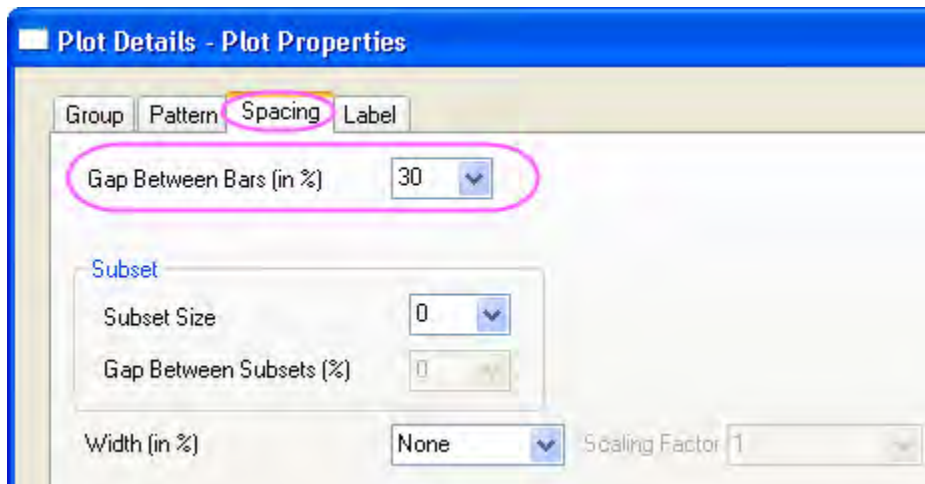 Plot Details - Plot Properties
Group Pattern Spacing Label
Gap Between Bars (in %) 30
Subset
Subset Size 0
Gap Between Subsets (%) 0
Width (in %) None Scaling Factor 1